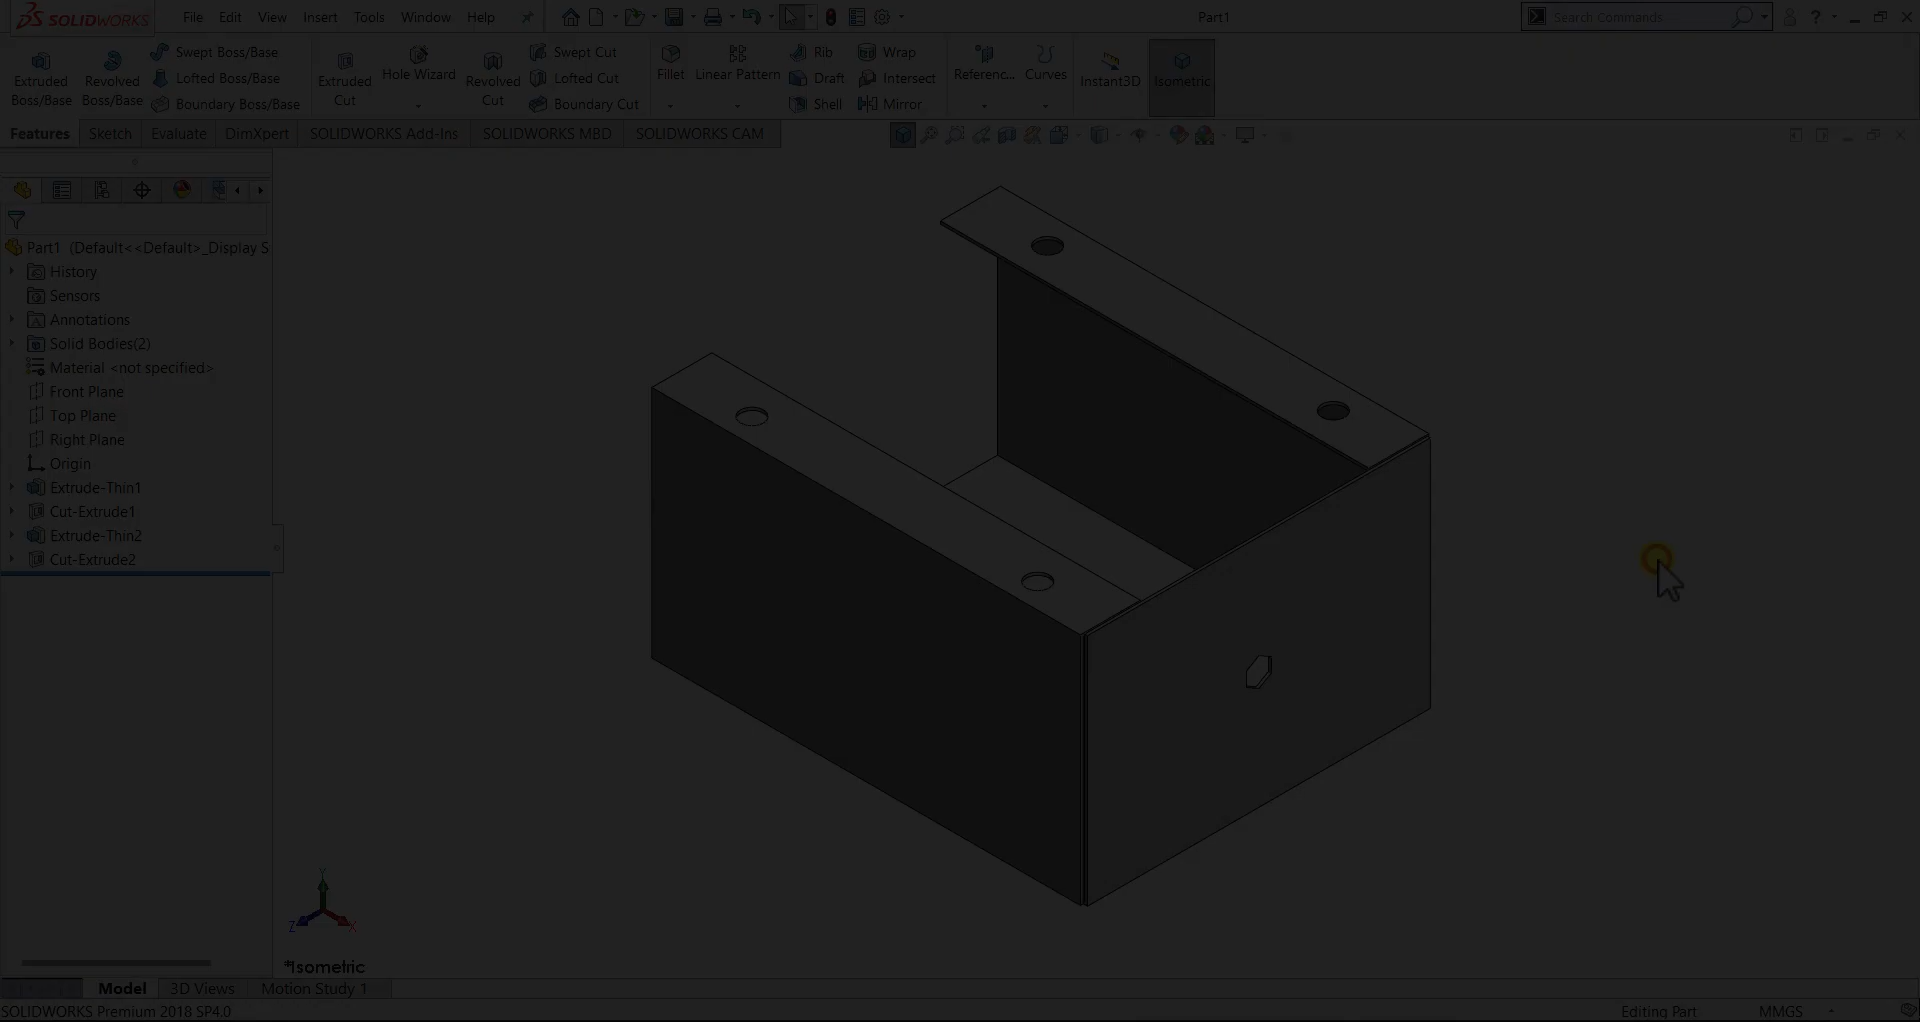 SOLIDWORKS File Edit View Insert Tools Window Help Part1 Search Commands ?
Extruded Boss/Base
Revolved Boss/Base
Swept Boss/Base
Lofted Boss/Base
Boundary Boss/Base
Extruded Cut
Hole Wizard
Revolved Cut
Swept Cut
Lofted Cut
Boundary Cut
Fillet
Linear Pattern
Rib
Draft
Shell
Wrap
Intersect
Mirror
Referenc...
Curves
Instant3D
Isometric
Features Sketch Evaluate DimXpert SOLIDWORKS Add-Ins SOLIDWORKS MBD SOLIDWORKS CAM
Part1 (Default<<Default>_Display S
History
Sensors
Annotations
Solid Bodies(2)
Material <not specified>
Front Plane
Top Plane
Right Plane
Origin
Extrude-Thin1
Cut-Extrude1
Extrude-Thin2
Cut-Extrude2
Y
Z X
*Isometric
Model 3D Views Motion Study 1
SOLIDWORKS Premium 2018 SP4.0 Editing Part MMGS